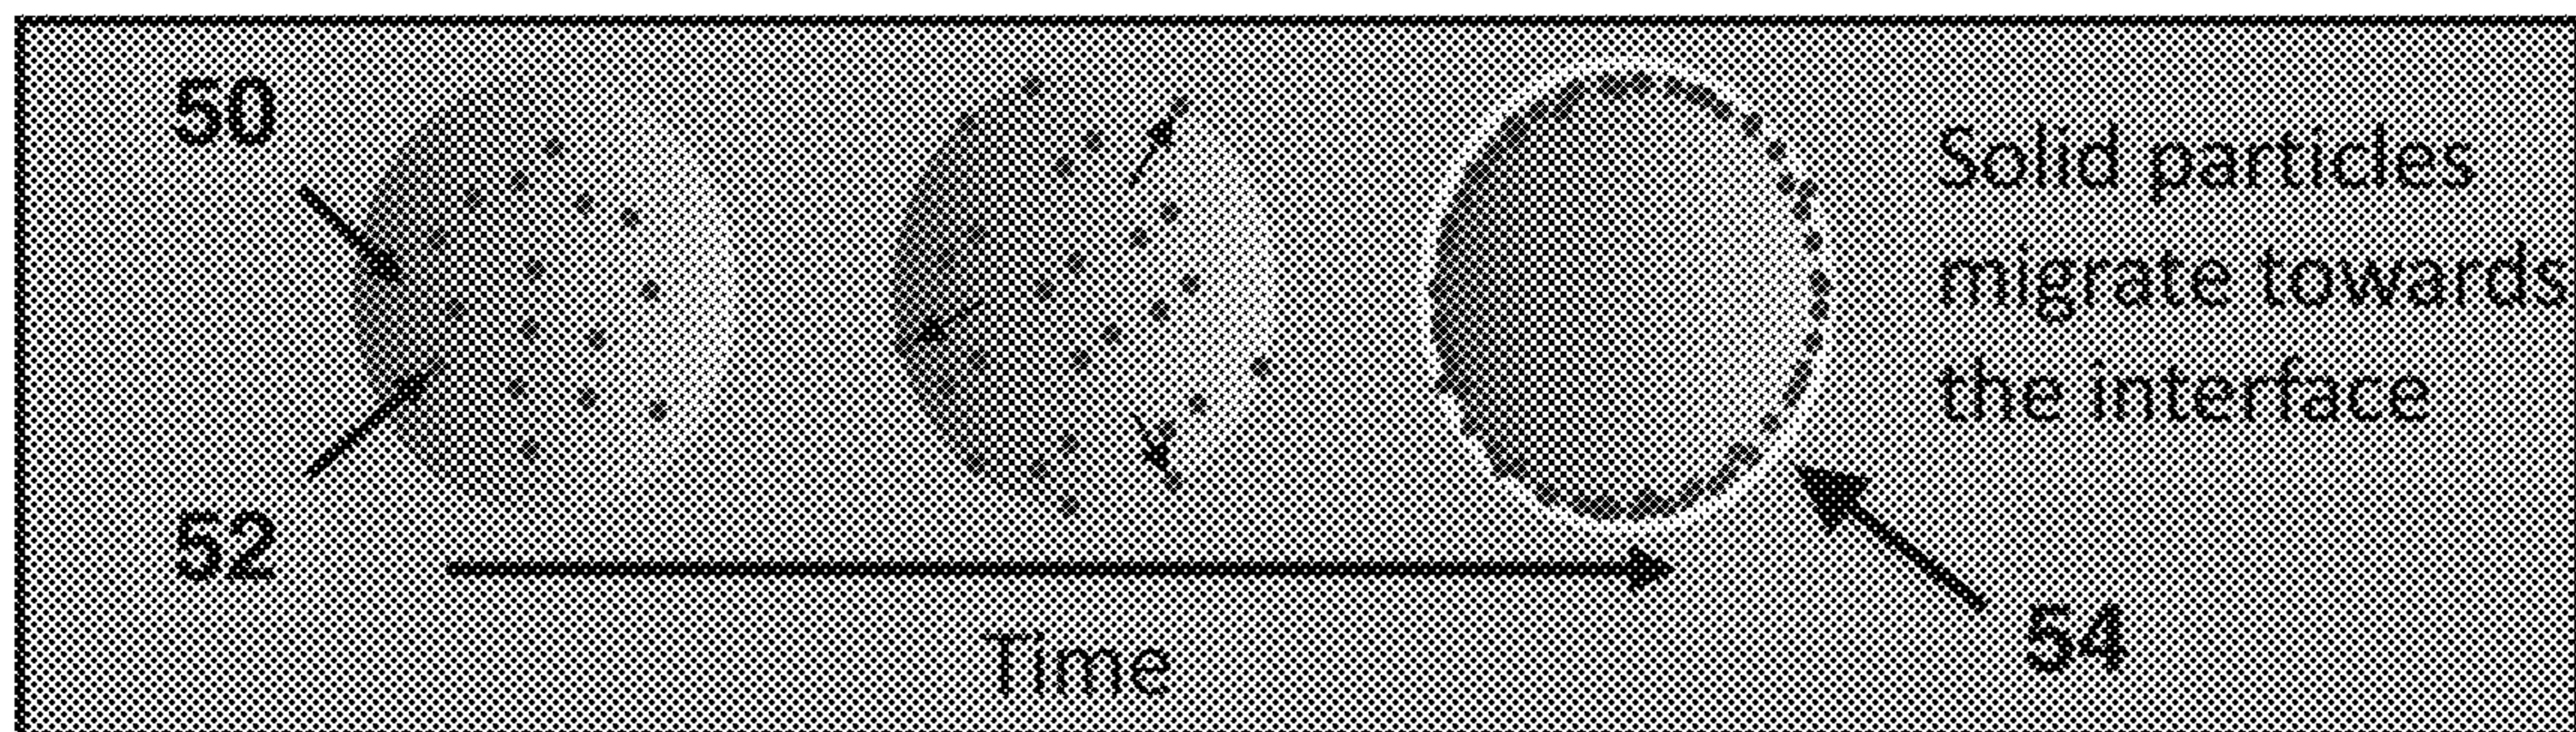 50
Solid particles
migrate towards
the interface
52
Time
54